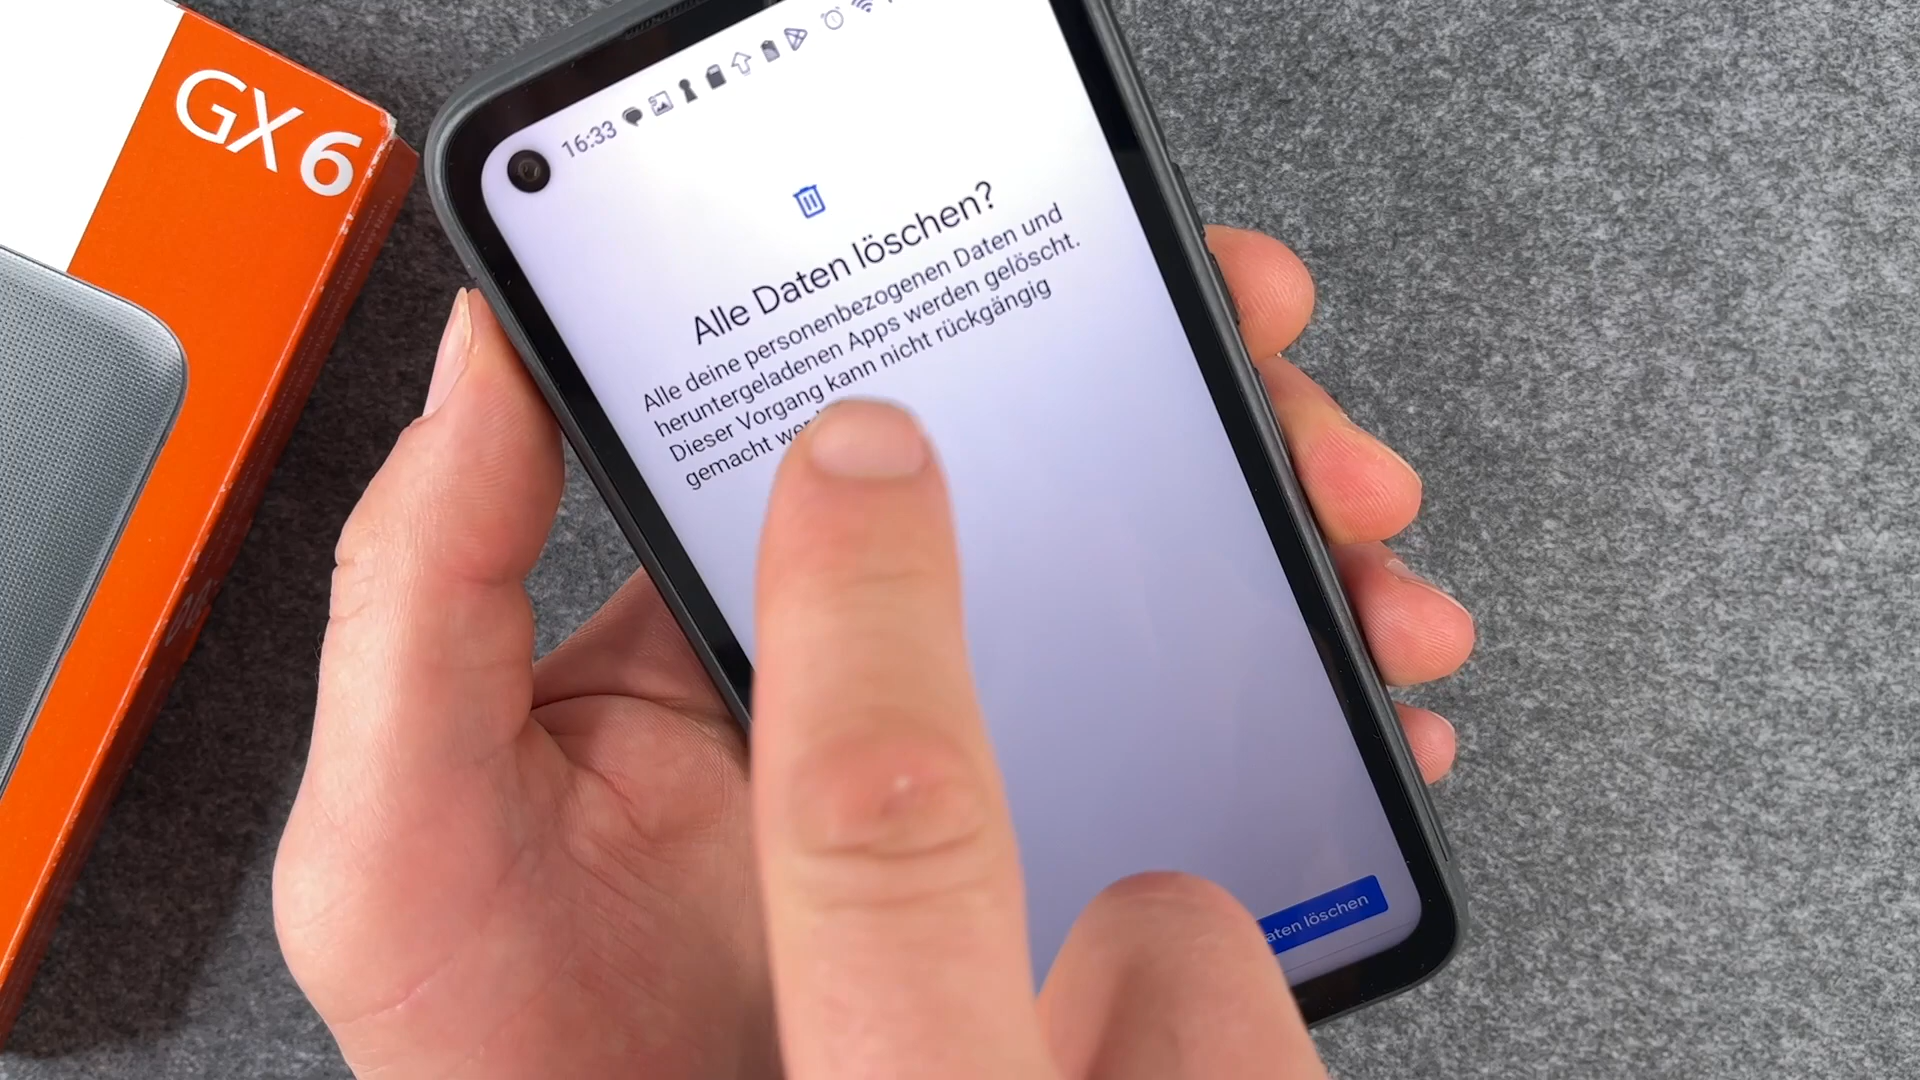 GX 6
16:33
Alle Daten löschen?
Alle deine personenbezogenen Daten und
heruntergeladenen Apps werden gelöscht.
Dieser Vorgang kann nicht rückgängig
gemacht
löschen